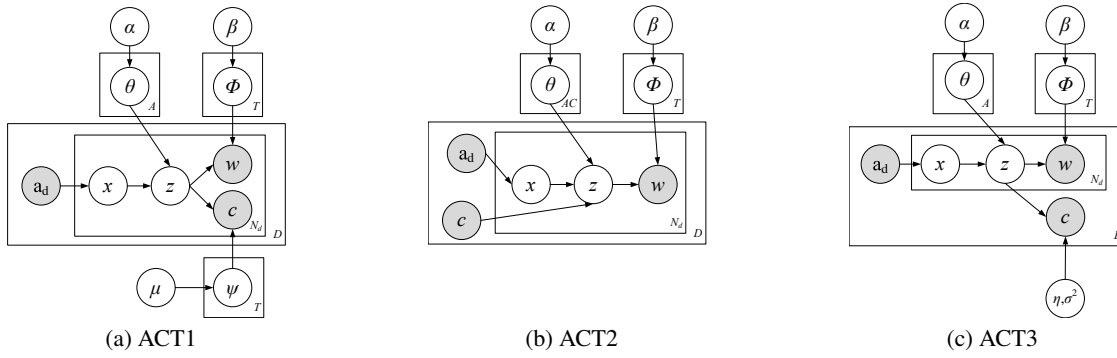 α β
θ A Φ T
a_d x z w
c N_d D
μ ψ T
(a) ACT1
α β
θ AC Φ T
a_d x z w
c N_d D
(b) ACT2
α β
θ A Φ T
a_d x z w
N_d
c
η,σ²
(c) ACT3